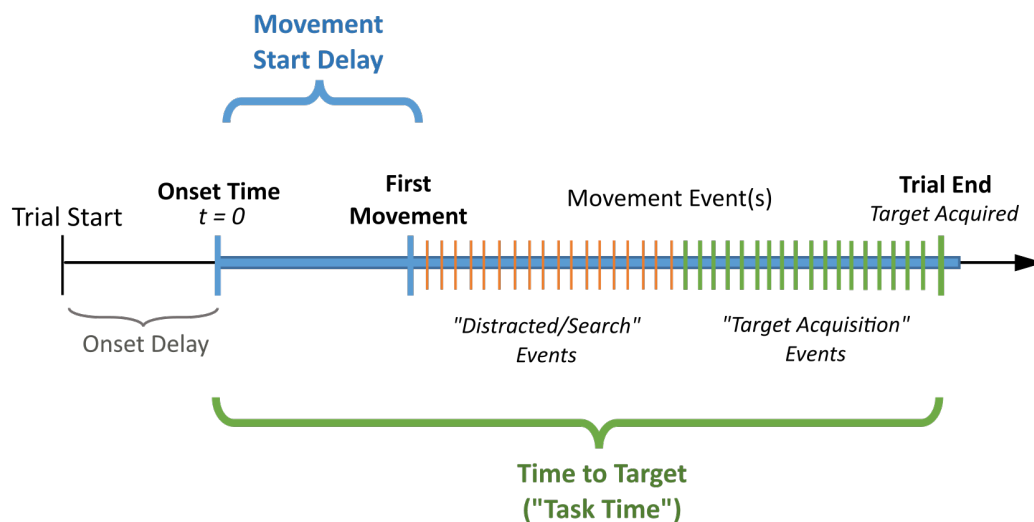 Movement
Start Delay
Trial Start
Onset Time
t = 0
First
Movement
Movement Event(s)
Trial End
Target Acquired
Onset Delay
"Distracted/Search"
Events
"Target Acquisition"
Events
Time to Target
("Task Time")